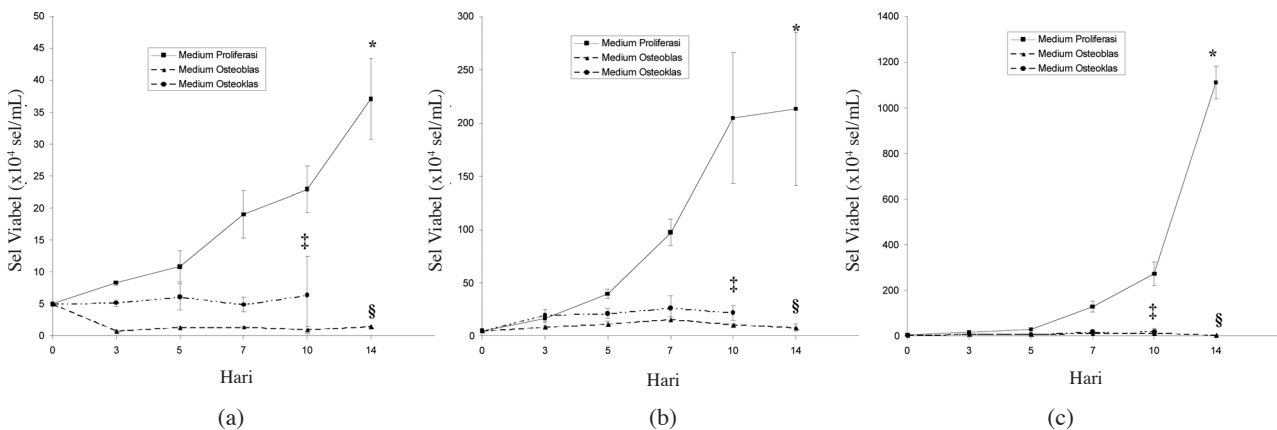 50
45
40
35
30
25
20
15
10
5
0
Sel Viabel (x10⁴ sel/mL)
Medium Proliferasi
Medium Osteoblas
Medium Osteoklas
*
‡
§
0 3 5 7 10 14
Hari
(a)
300
250
200
150
100
50
0
Sel Viabel (x10⁴ sel/mL)
Medium Proliferasi
Medium Osteoblas
Medium Osteoklas
*
‡
§
0 3 5 7 10 14
Hari
(b)
1400
1200
1000
800
600
400
200
0
Sel Viabel (x10⁴ sel/mL)
Medium Proliferasi
Medium Osteoblas
Medium Osteoklas
*
‡
§
0 3 5 7 10 14
Hari
(c)